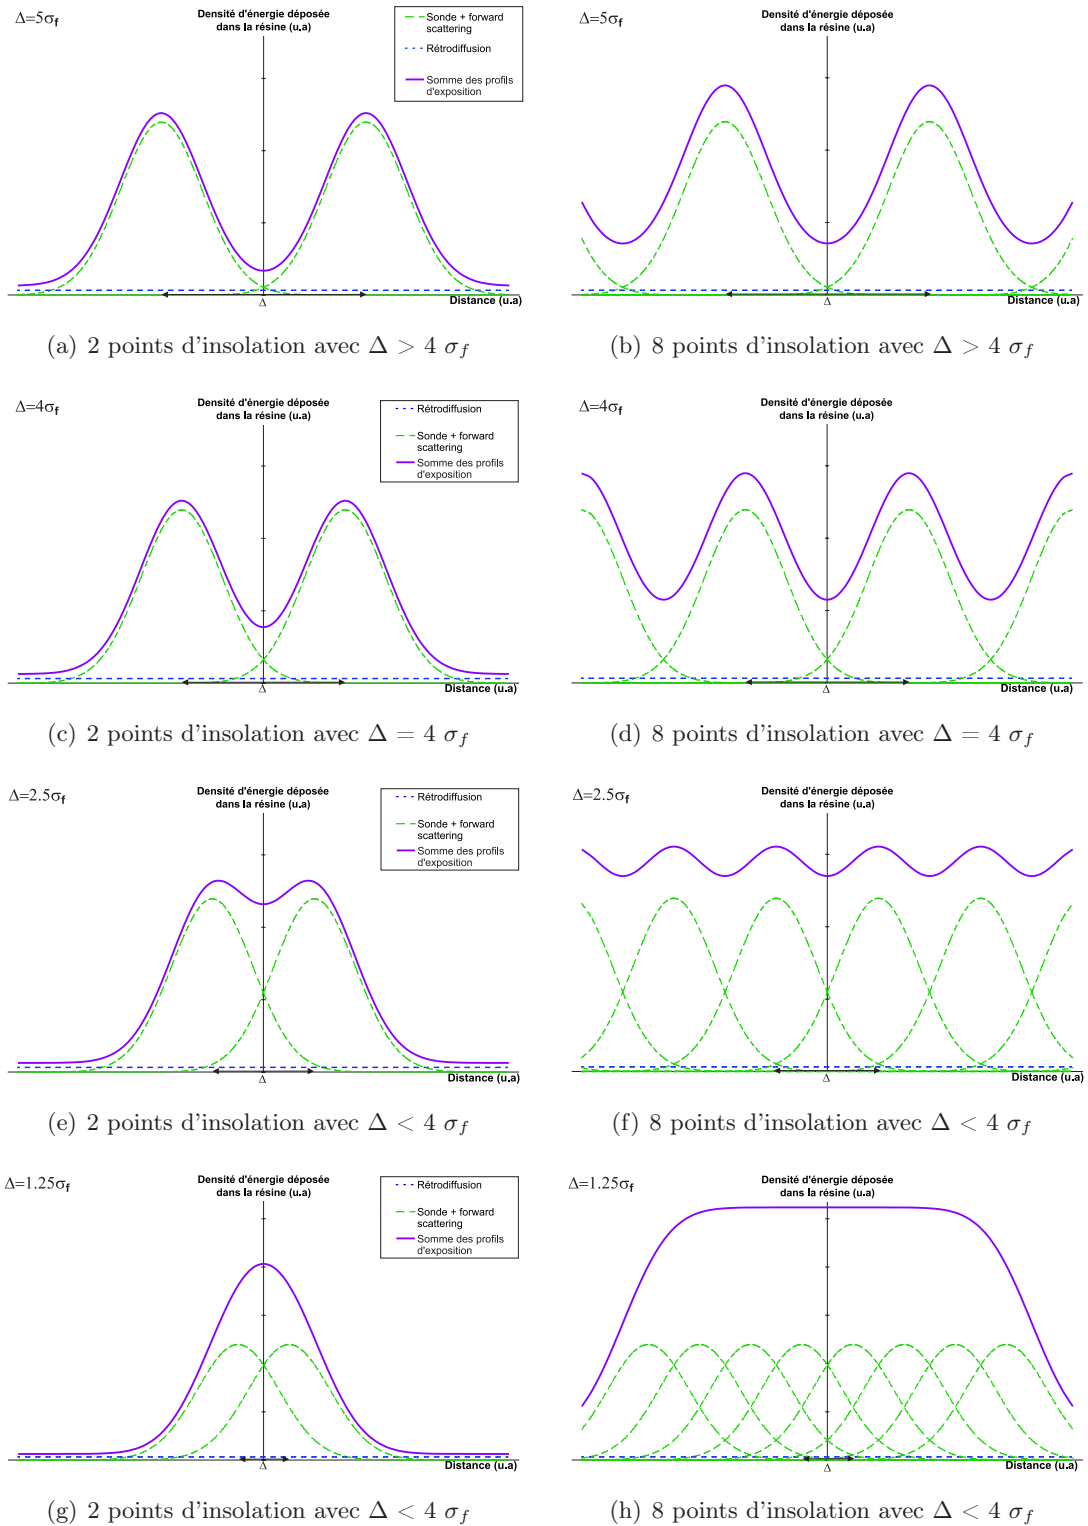 Δ=5σf
Densité d'énergie déposée
dans la résine (u.a)
Sonde + forward
scattering
Rétrodiffusion
Somme des profils
d'exposition
Δ
Distance (u.a)
(a) 2 points d'insolation avec Δ > 4 σf
Δ=5σf
Densité d'énergie déposée
dans la résine (u.a)
Δ
Distance (u.a)
(b) 8 points d'insolation avec Δ > 4 σf
Δ=4σf
Densité d'énergie déposée
dans la résine (u.a)
Rétrodiffusion
Sonde + forward
scattering
Somme des profils
d'exposition
Δ
Distance (u.a)
(c) 2 points d'insolation avec Δ = 4 σf
Δ=4σf
Densité d'énergie déposée
dans la résine (u.a)
Δ
Distance (u.a)
(d) 8 points d'insolation avec Δ = 4 σf
Δ=2.5σf
Densité d'énergie déposée
dans la résine (u.a)
Rétrodiffusion
Sonde + forward
scattering
Somme des profils
d'exposition
Δ
Distance (u.a)
(e) 2 points d'insolation avec Δ < 4 σf
Δ=2.5σf
Densité d'énergie déposée
dans la résine (u.a)
Δ
Distance (u.a)
(f) 8 points d'insolation avec Δ < 4 σf
Δ=1.25σf
Densité d'énergie déposée
dans la résine (u.a)
Rétrodiffusion
Sonde + forward
scattering
Somme des profils
d'exposition
Δ
Distance (u.a)
(g) 2 points d'insolation avec Δ < 4 σf
Δ=1.25σf
Densité d'énergie déposée
dans la résine (u.a)
Δ
Distance (u.a)
(h) 8 points d'insolation avec Δ < 4 σf